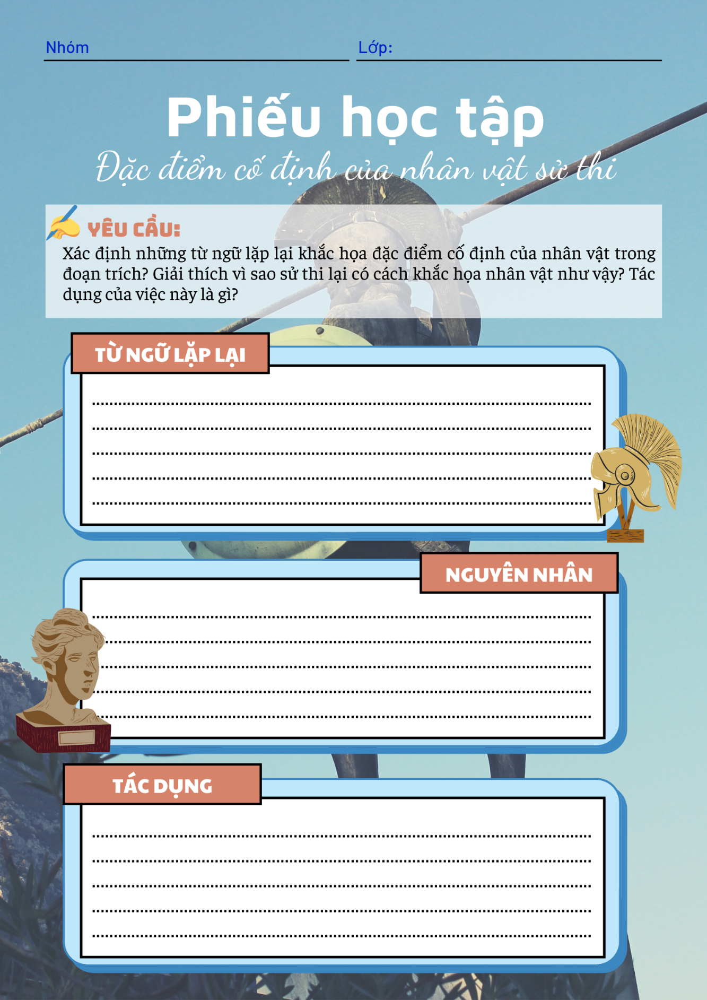 Nhóm
Lớp:
Phiếu học tập
Đặc điểm cố định của nhân vật sử thi
YÊU CẦU:
Xác định những từ ngữ lặp lại khắc họa đặc điểm cố định của nhân vật trong
đoạn trích? Giải thích vì sao sử thi lại có cách khắc họa nhân vật như vậy? Tác
dụng của việc này là gì?
TỪ NGỮ LẶP LẠI
NGUYÊN NHÂN
TÁC DỤNG